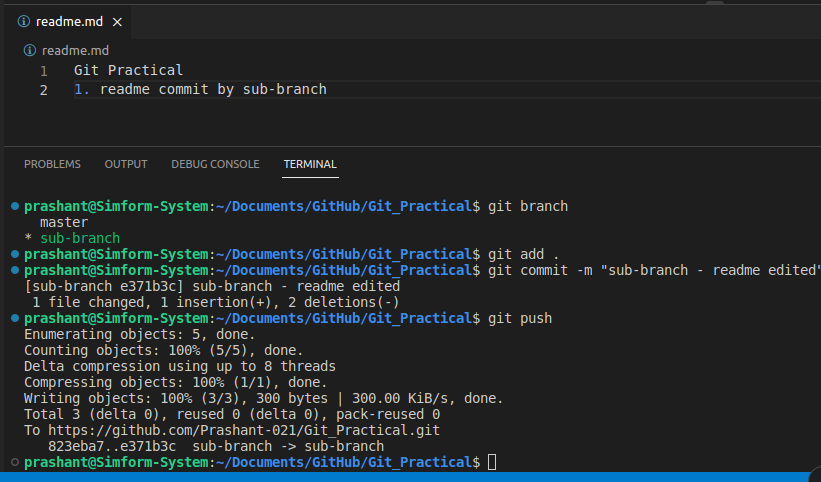 readme.md
readme.md
1 Git Practical
2 1. readme commit by sub-branch
PROBLEMS OUTPUT DEBUG CONSOLE TERMINAL
prashant@Simform-System:~/Documents/GitHub/Git_Practical$ git branch
  master
* sub-branch
prashant@Simform-System:~/Documents/GitHub/Git_Practical$ git add .
prashant@Simform-System:~/Documents/GitHub/Git_Practical$ git commit -m "sub-branch - readme edited"
[sub-branch e371b3c] sub-branch - readme edited
 1 file changed, 1 insertion(+), 2 deletions(-)
prashant@Simform-System:~/Documents/GitHub/Git_Practical$ git push
Enumerating objects: 5, done.
Counting objects: 100% (5/5), done.
Delta compression using up to 8 threads
Compressing objects: 100% (1/1), done.
Writing objects: 100% (3/3), 300 bytes | 300.00 KiB/s, done.
Total 3 (delta 0), reused 0 (delta 0), pack-reused 0
To https://github.com/Prashant-021/Git_Practical.git
   823eba7..e371b3c  sub-branch -> sub-branch
prashant@Simform-System:~/Documents/GitHub/Git_Practical$